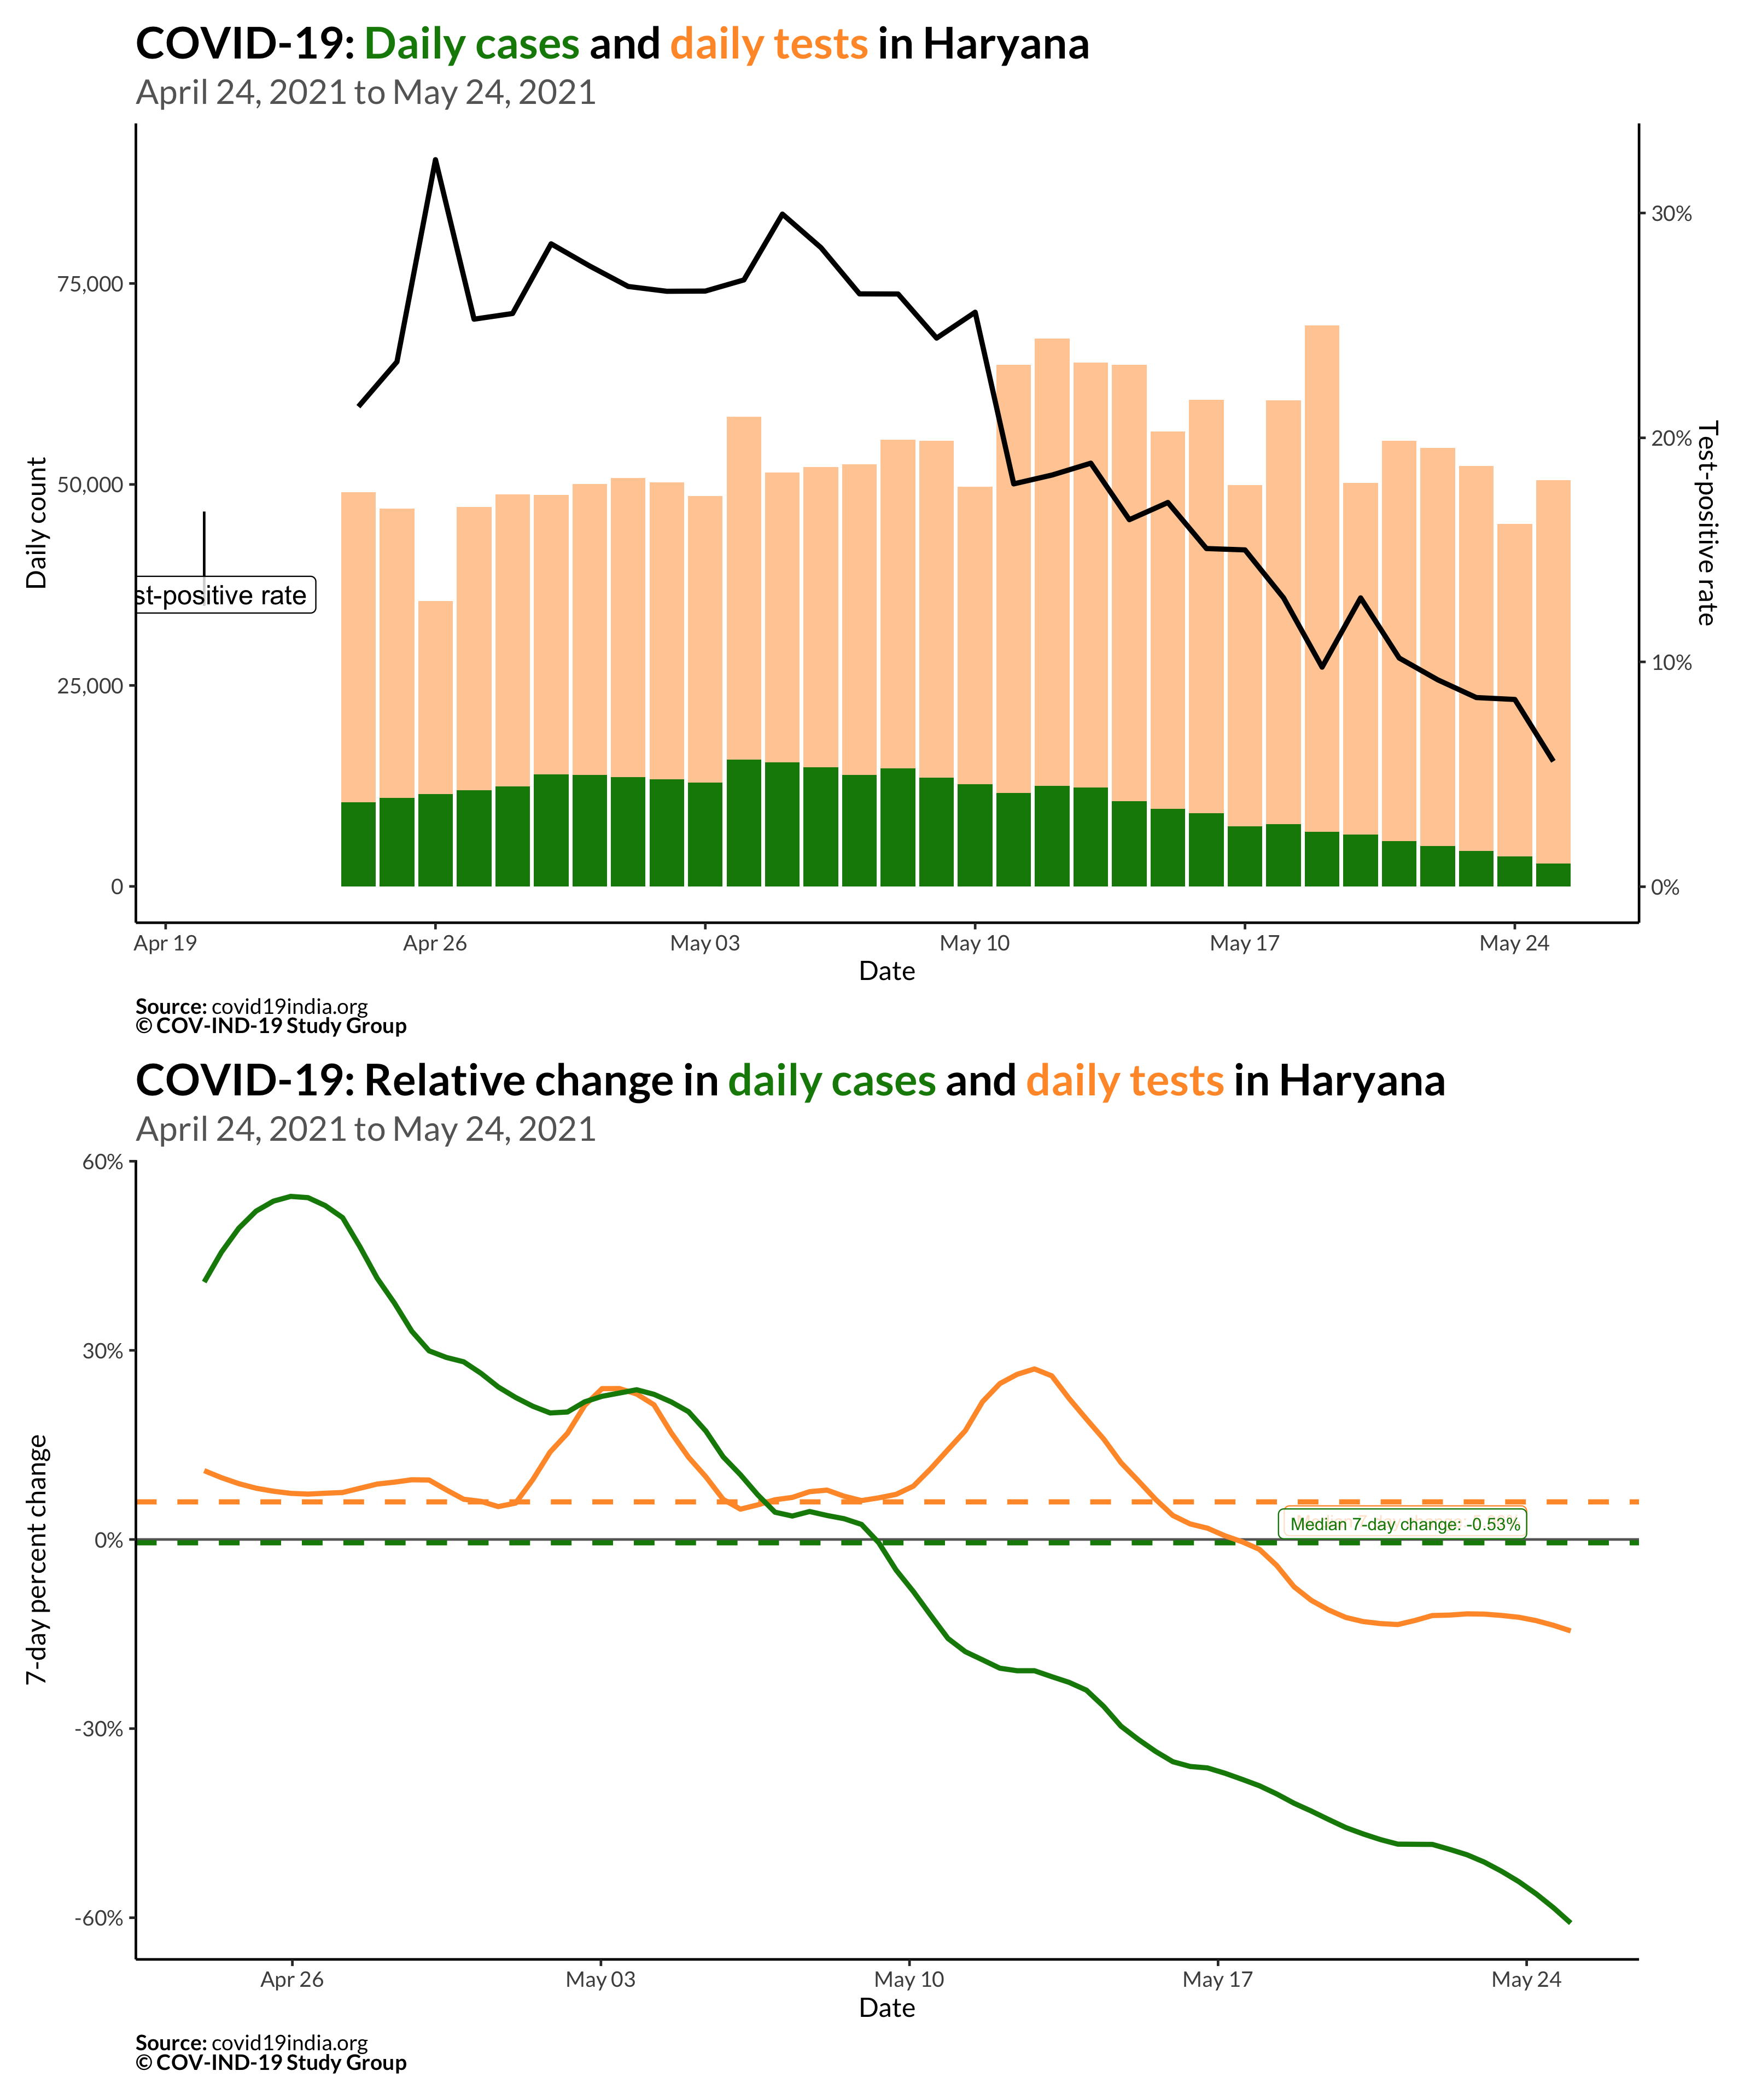 COVID-19: Daily cases and daily tests in Haryana
April 24, 2021 to May 24, 2021
75,000
50,000
25,000
0
Daily count
st-positive rate
30%
20%
10%
0%
Test-positive rate
Apr 19
Apr 26
May 03
May 10
May 17
May 24
Date
Source: covid19india.org
© COV-IND-19 Study Group
COVID-19: Relative change in daily cases and daily tests in Haryana
April 24, 2021 to May 24, 2021
60%
30%
0%
-30%
-60%
7-day percent change
Median 7-day change: -0.53%
Apr 26
May 03
May 10
May 17
May 24
Date
Source: covid19india.org
© COV-IND-19 Study Group